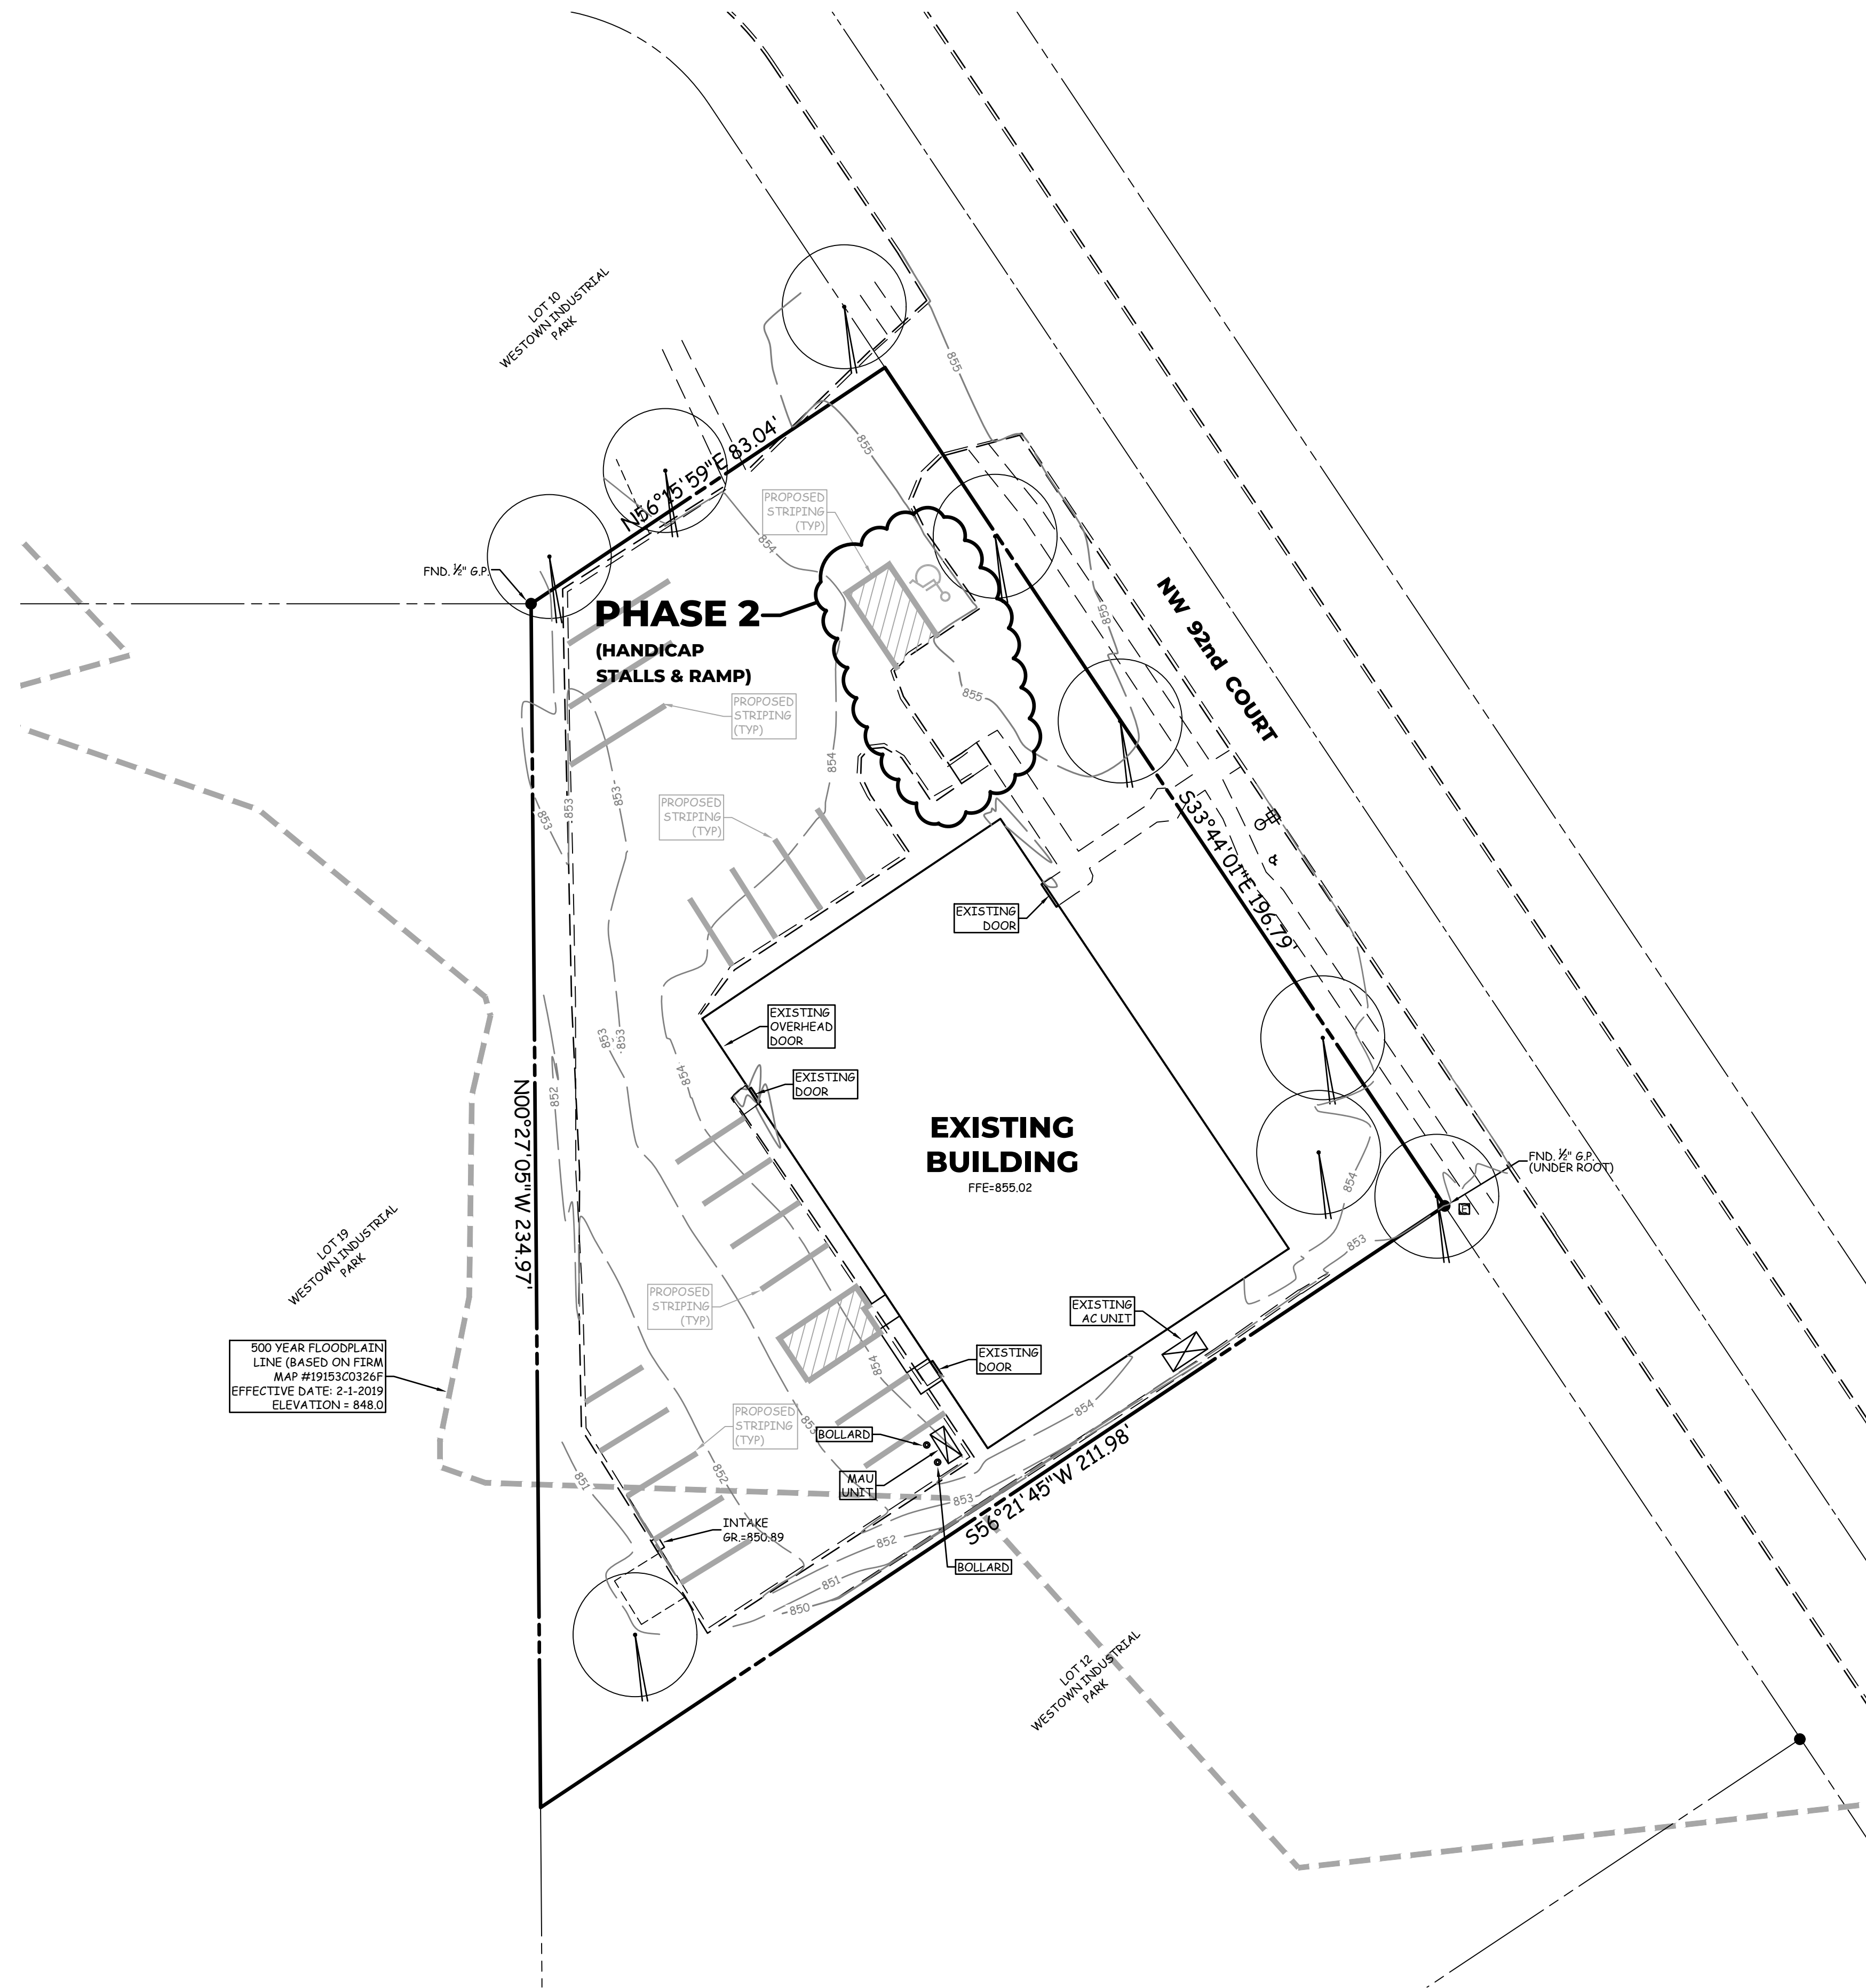 LOT 10
WESTOWN INDUSTRIAL
PARK
855
N56°15'59"E 83.04'
855
PROPOSED
STRIPING
(TYP)
854
FND. ½" G.P.
PHASE 2
(HANDICAP
STALLS & RAMP)
855
NW 92nd COURT
855
PROPOSED
STRIPING
(TYP)
854
853
853
853
PROPOSED
STRIPING
(TYP)
S33°44'01"E 196.79'
EXISTING
DOOR
EXISTING
OVERHEAD
DOOR
853
853
854
852
EXISTING
DOOR
N00°27'05"W 234.97'
EXISTING
BUILDING
FFE=855.02
FND. ½" G.P.
(UNDER ROOT)
E
854
853
LOT 19
WESTOWN INDUSTRIAL
PARK
PROPOSED
STRIPING
(TYP)
EXISTING
AC UNIT
500 YEAR FLOODPLAIN
LINE (BASED ON FIRM
MAP #19153C0326F
EFFECTIVE DATE: 2-1-2019
ELEVATION = 848.0
EXISTING
DOOR
854
854
PROPOSED
STRIPING
(TYP)
853
BOLLARD
S56°21'45"W 211.98'
851
852
MAU
UNIT
853
INTAKE
GR.=850.89
852
BOLLARD
851
850
LOT 12
WESTOWN INDUSTRIAL
PARK